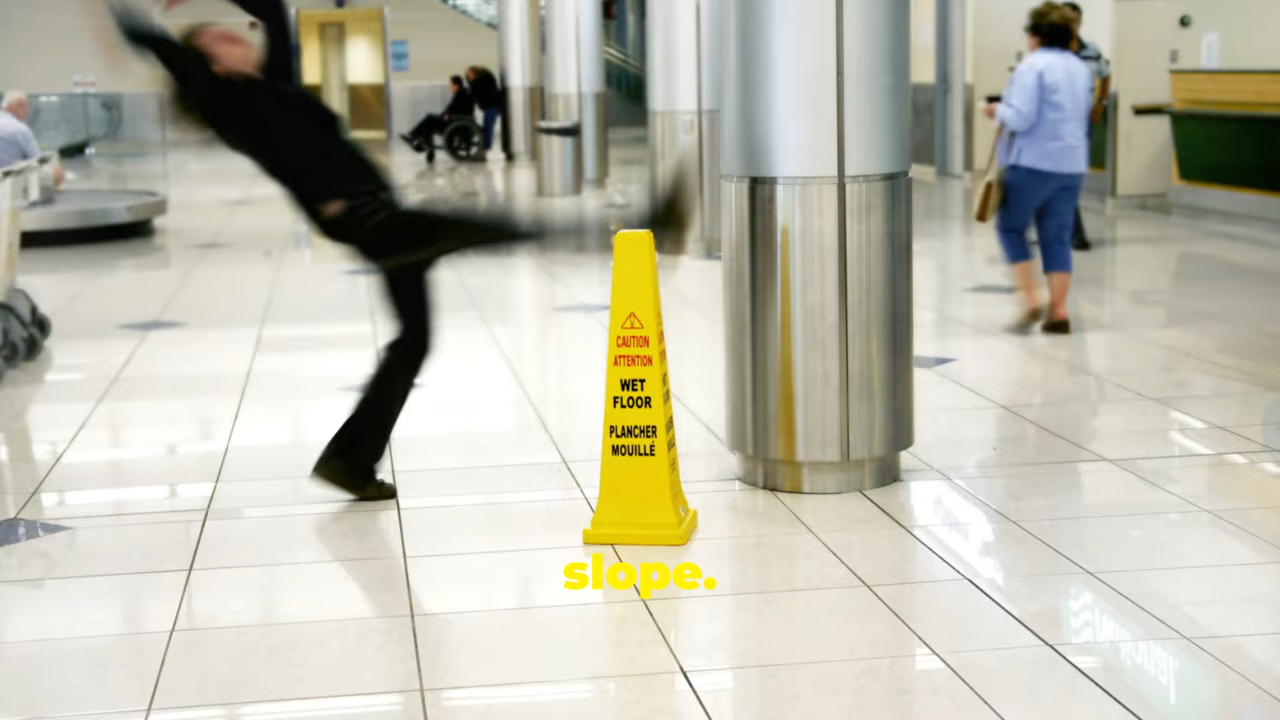 CAUTION
ATTENTION
WET
FLOOR
PLANCHER
MOUILLÉ
slope.